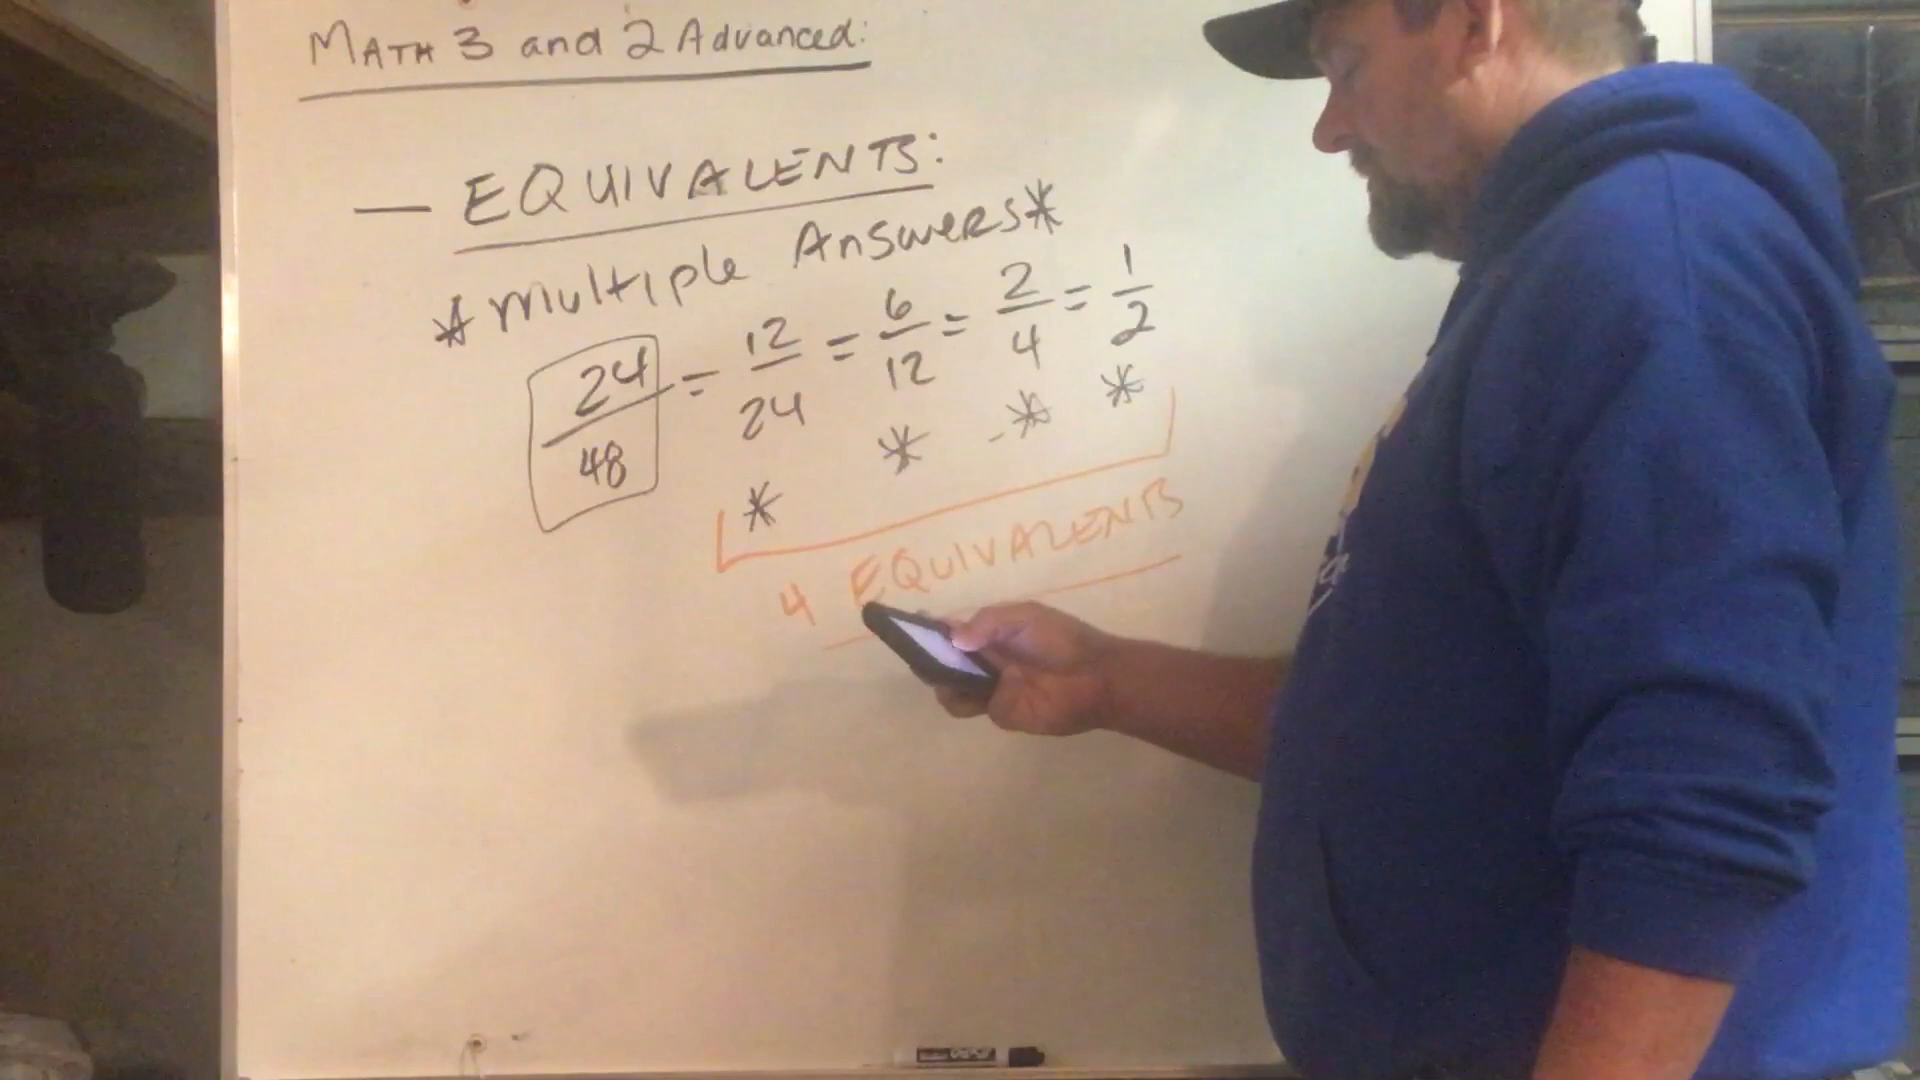 MATH 3 and 2 Advanced:
— EQUIVALENTS:
* Multiple Answers *
24/48 = 12/24 = 6/12 = 2/4 = 1/2
* * * *
4 EQUIVALENTS
EXPO